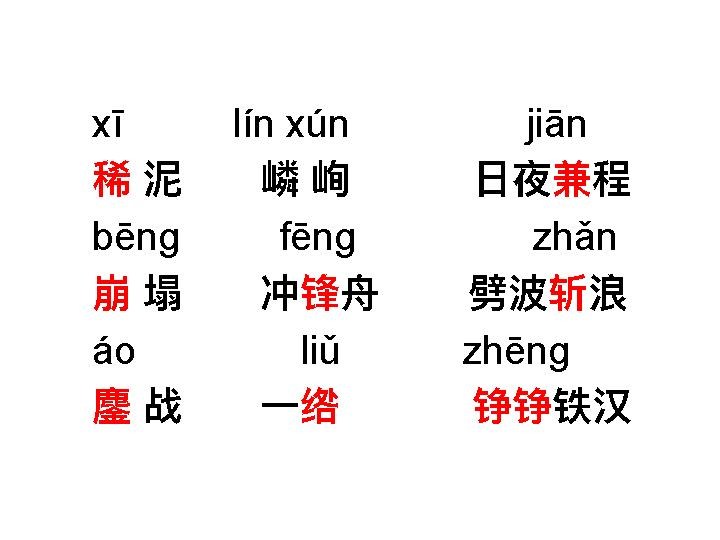 xī lín xún jiān
稀 泥 嶙 峋 日夜兼程
bēng fēng zhǎn
崩 塌 冲锋舟 劈波斩浪
áo liǔ zhēng
鏖 战 一绺 铮铮铁汉